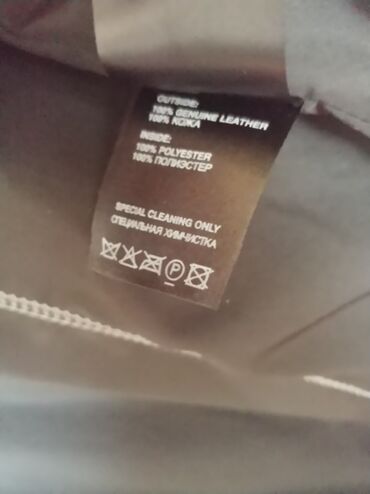 OUTSIDE:
100% GENUINE LEATHER
100% КОЖА
INSIDE:
100% POLYESTER
100% ПОЛИЭСТЕР
SPECIAL CLEANING ONLY
СПЕЦИАЛЬНАЯ ХИМЧИСТКА
P